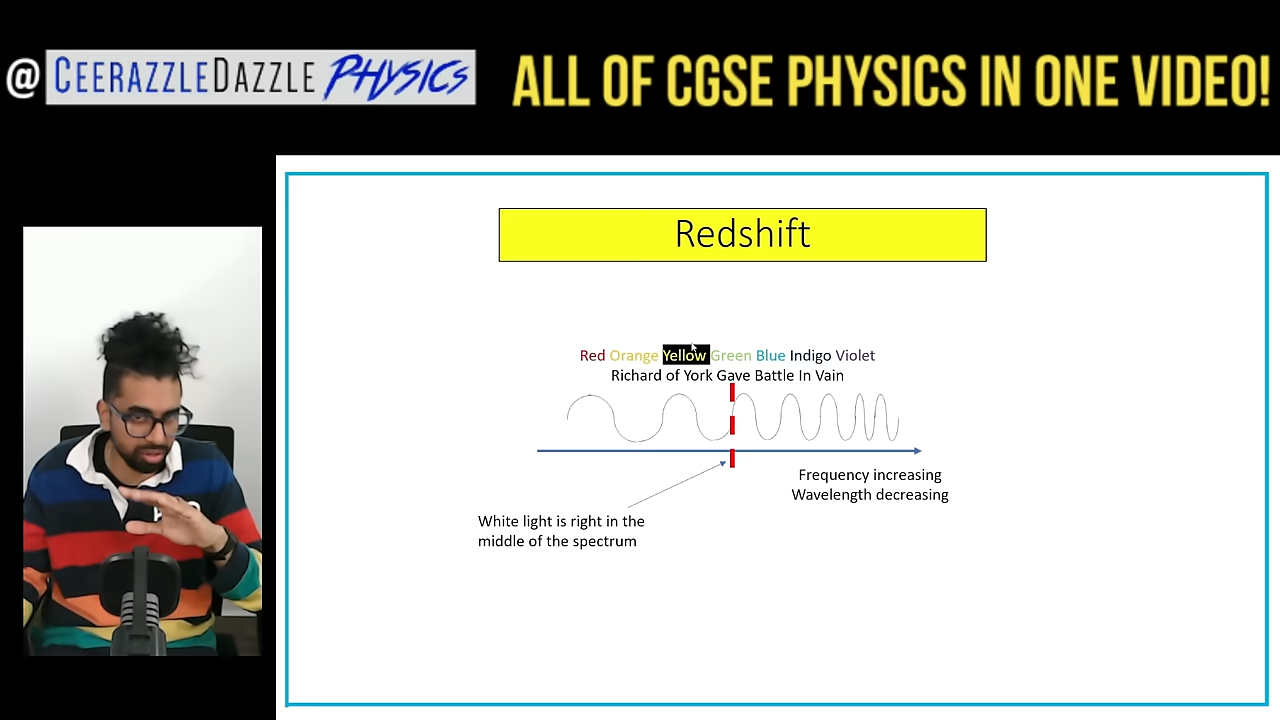 @ CEERAZZLEDAZZLE PHYSICS
ALL OF CGSE PHYSICS IN ONE VIDEO!
Redshift
Red Orange Yellow Green Blue Indigo Violet
Richard of York Gave Battle In Vain
Frequency increasing
Wavelength decreasing
White light is right in the
middle of the spectrum